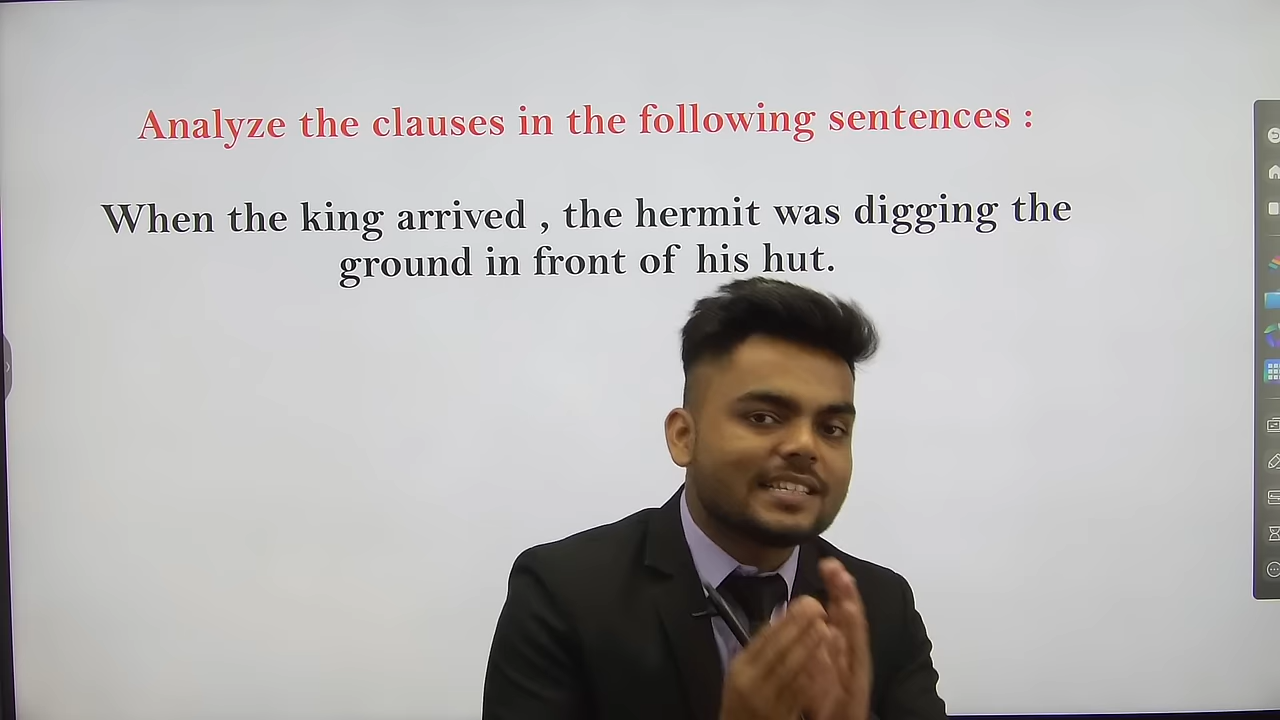 Analyze the clauses in the following sentences :
When the king arrived , the hermit was digging the
ground in front of his hut.